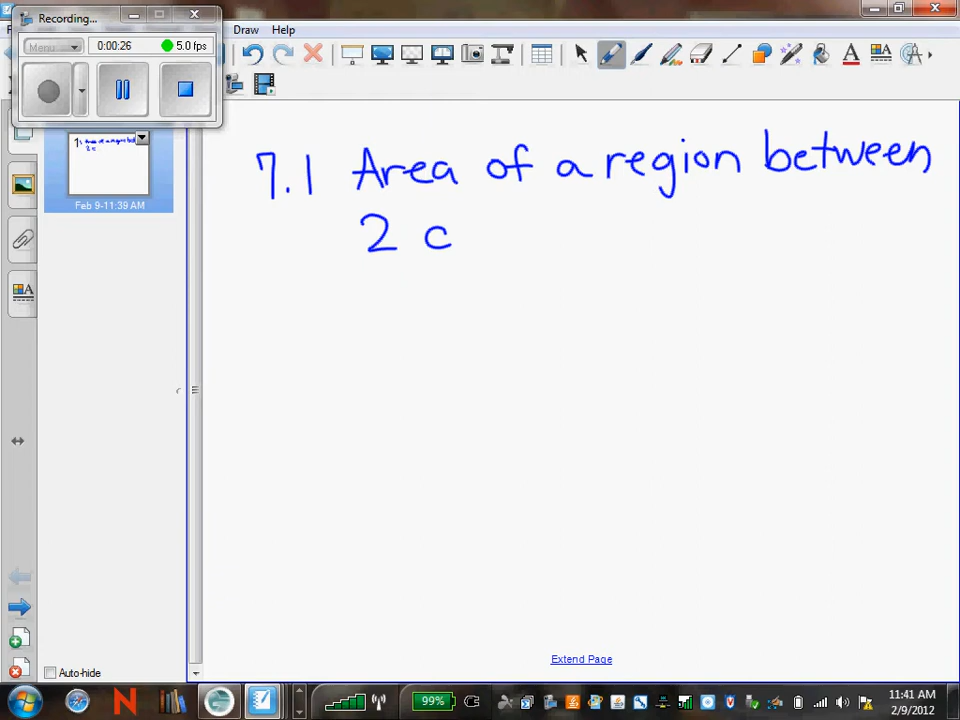 Recording...
Menu
0:00:26
5.0 fps
Draw Help
Feb 9-11:39 AM
7.1 Area of a region between
2 c
Extend Page
Auto-hide
99%
11:41 AM
2/9/2012